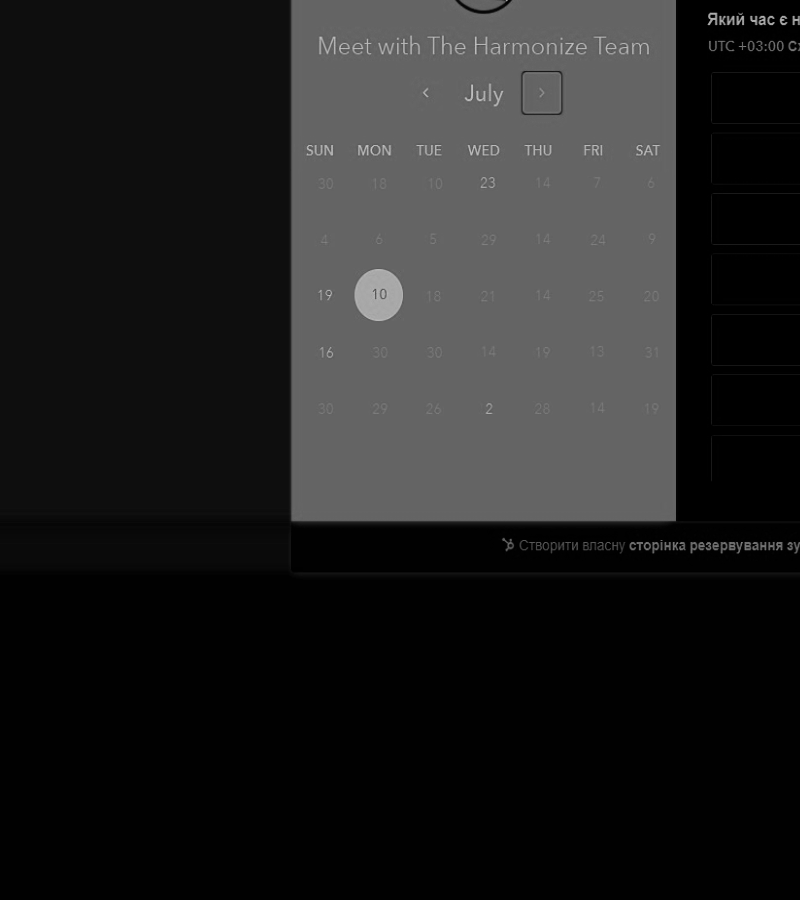 Meet with The Harmonize Team
July
SUN MON TUE WED THU FRI SAT
30 18 10 23 14 7 6
4 6 5 29 14 24 9
19 10 18 21 14 25 20
16 30 30 14 19 13 31
30 29 26 2 28 14 19
Який час є
UTC +03:00
Створити власну сторінка резервування